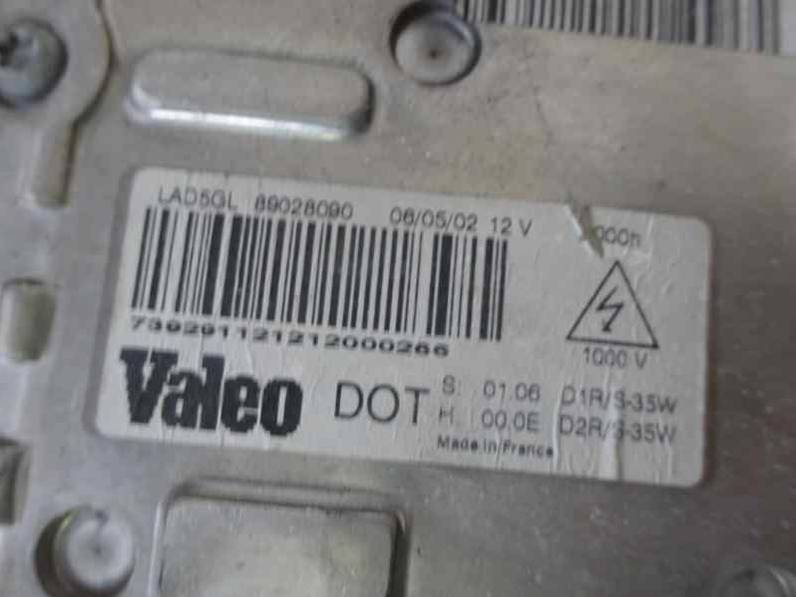 LAD5GL 89028090 06/05/02 12 V
739291121212000266
1000 V
Valeo DOT
S: 01.06 D1R/S-35W
H: 00.0E D2R/S-35W
Made in France